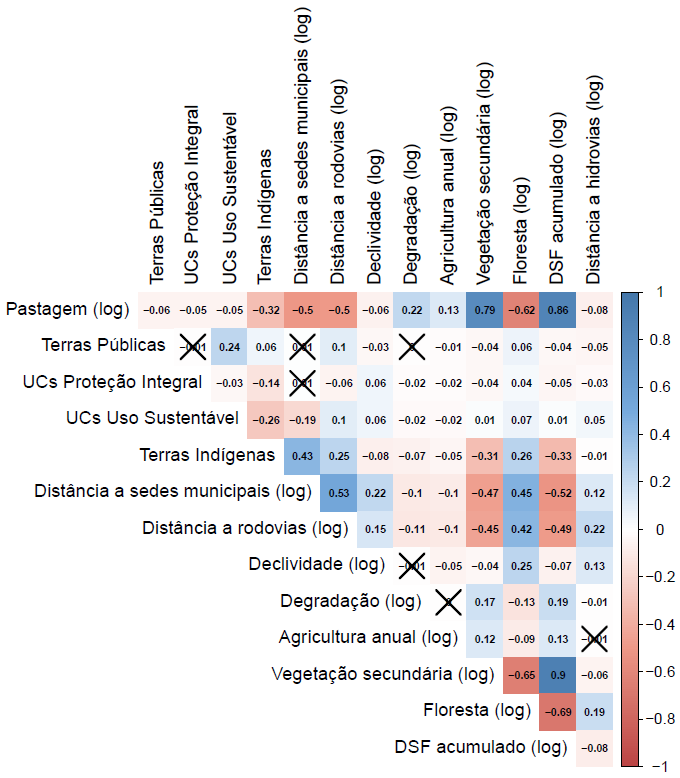 Terras Públicas
UCs Proteção Integral
UCs Uso Sustentável
Terras Indígenas
Distância a sedes municipais (log)
Distância a rodovias (log)
Declividade (log)
Degradação (log)
Agricultura anual (log)
Vegetação secundária (log)
Floresta (log)
DSF acumulado (log)
Distância a hidrovias (log)
Pastagem (log) −0.06 −0.05 −0.05 −0.32 −0.5 −0.5 −0.06 0.22 0.13 0.79 −0.62 0.86 −0.08
Terras Públicas −0.01 0.24 0.06 0.01 0.1 −0.03 −0.01 −0.04 0.06 −0.04 −0.05
UCs Proteção Integral −0.03 −0.14 0.01 −0.06 0.06 −0.02 −0.02 −0.04 0.04 −0.05 −0.03
UCs Uso Sustentável −0.26 −0.19 0.1 0.06 −0.02 −0.02 0.01 0.07 0.01 0.05
Terras Indígenas 0.43 0.25 −0.08 −0.07 −0.05 −0.31 0.26 −0.33 −0.01
Distância a sedes municipais (log) 0.53 0.22 −0.1 −0.1 −0.47 0.45 −0.52 0.12
Distância a rodovias (log) 0.15 −0.11 −0.1 −0.45 0.42 −0.49 0.22
Declividade (log) −0.01 −0.05 −0.04 0.25 −0.07 0.13
Degradação (log) 0.17 −0.13 0.19 −0.01
Agricultura anual (log) 0.12 −0.09 0.13 −0.01
Vegetação secundária (log) −0.65 0.9 −0.06
Floresta (log) −0.69 0.19
DSF acumulado (log) −0.08
1
0.8
0.6
0.4
0.2
0
−0.2
−0.4
−0.6
−0.8
−1